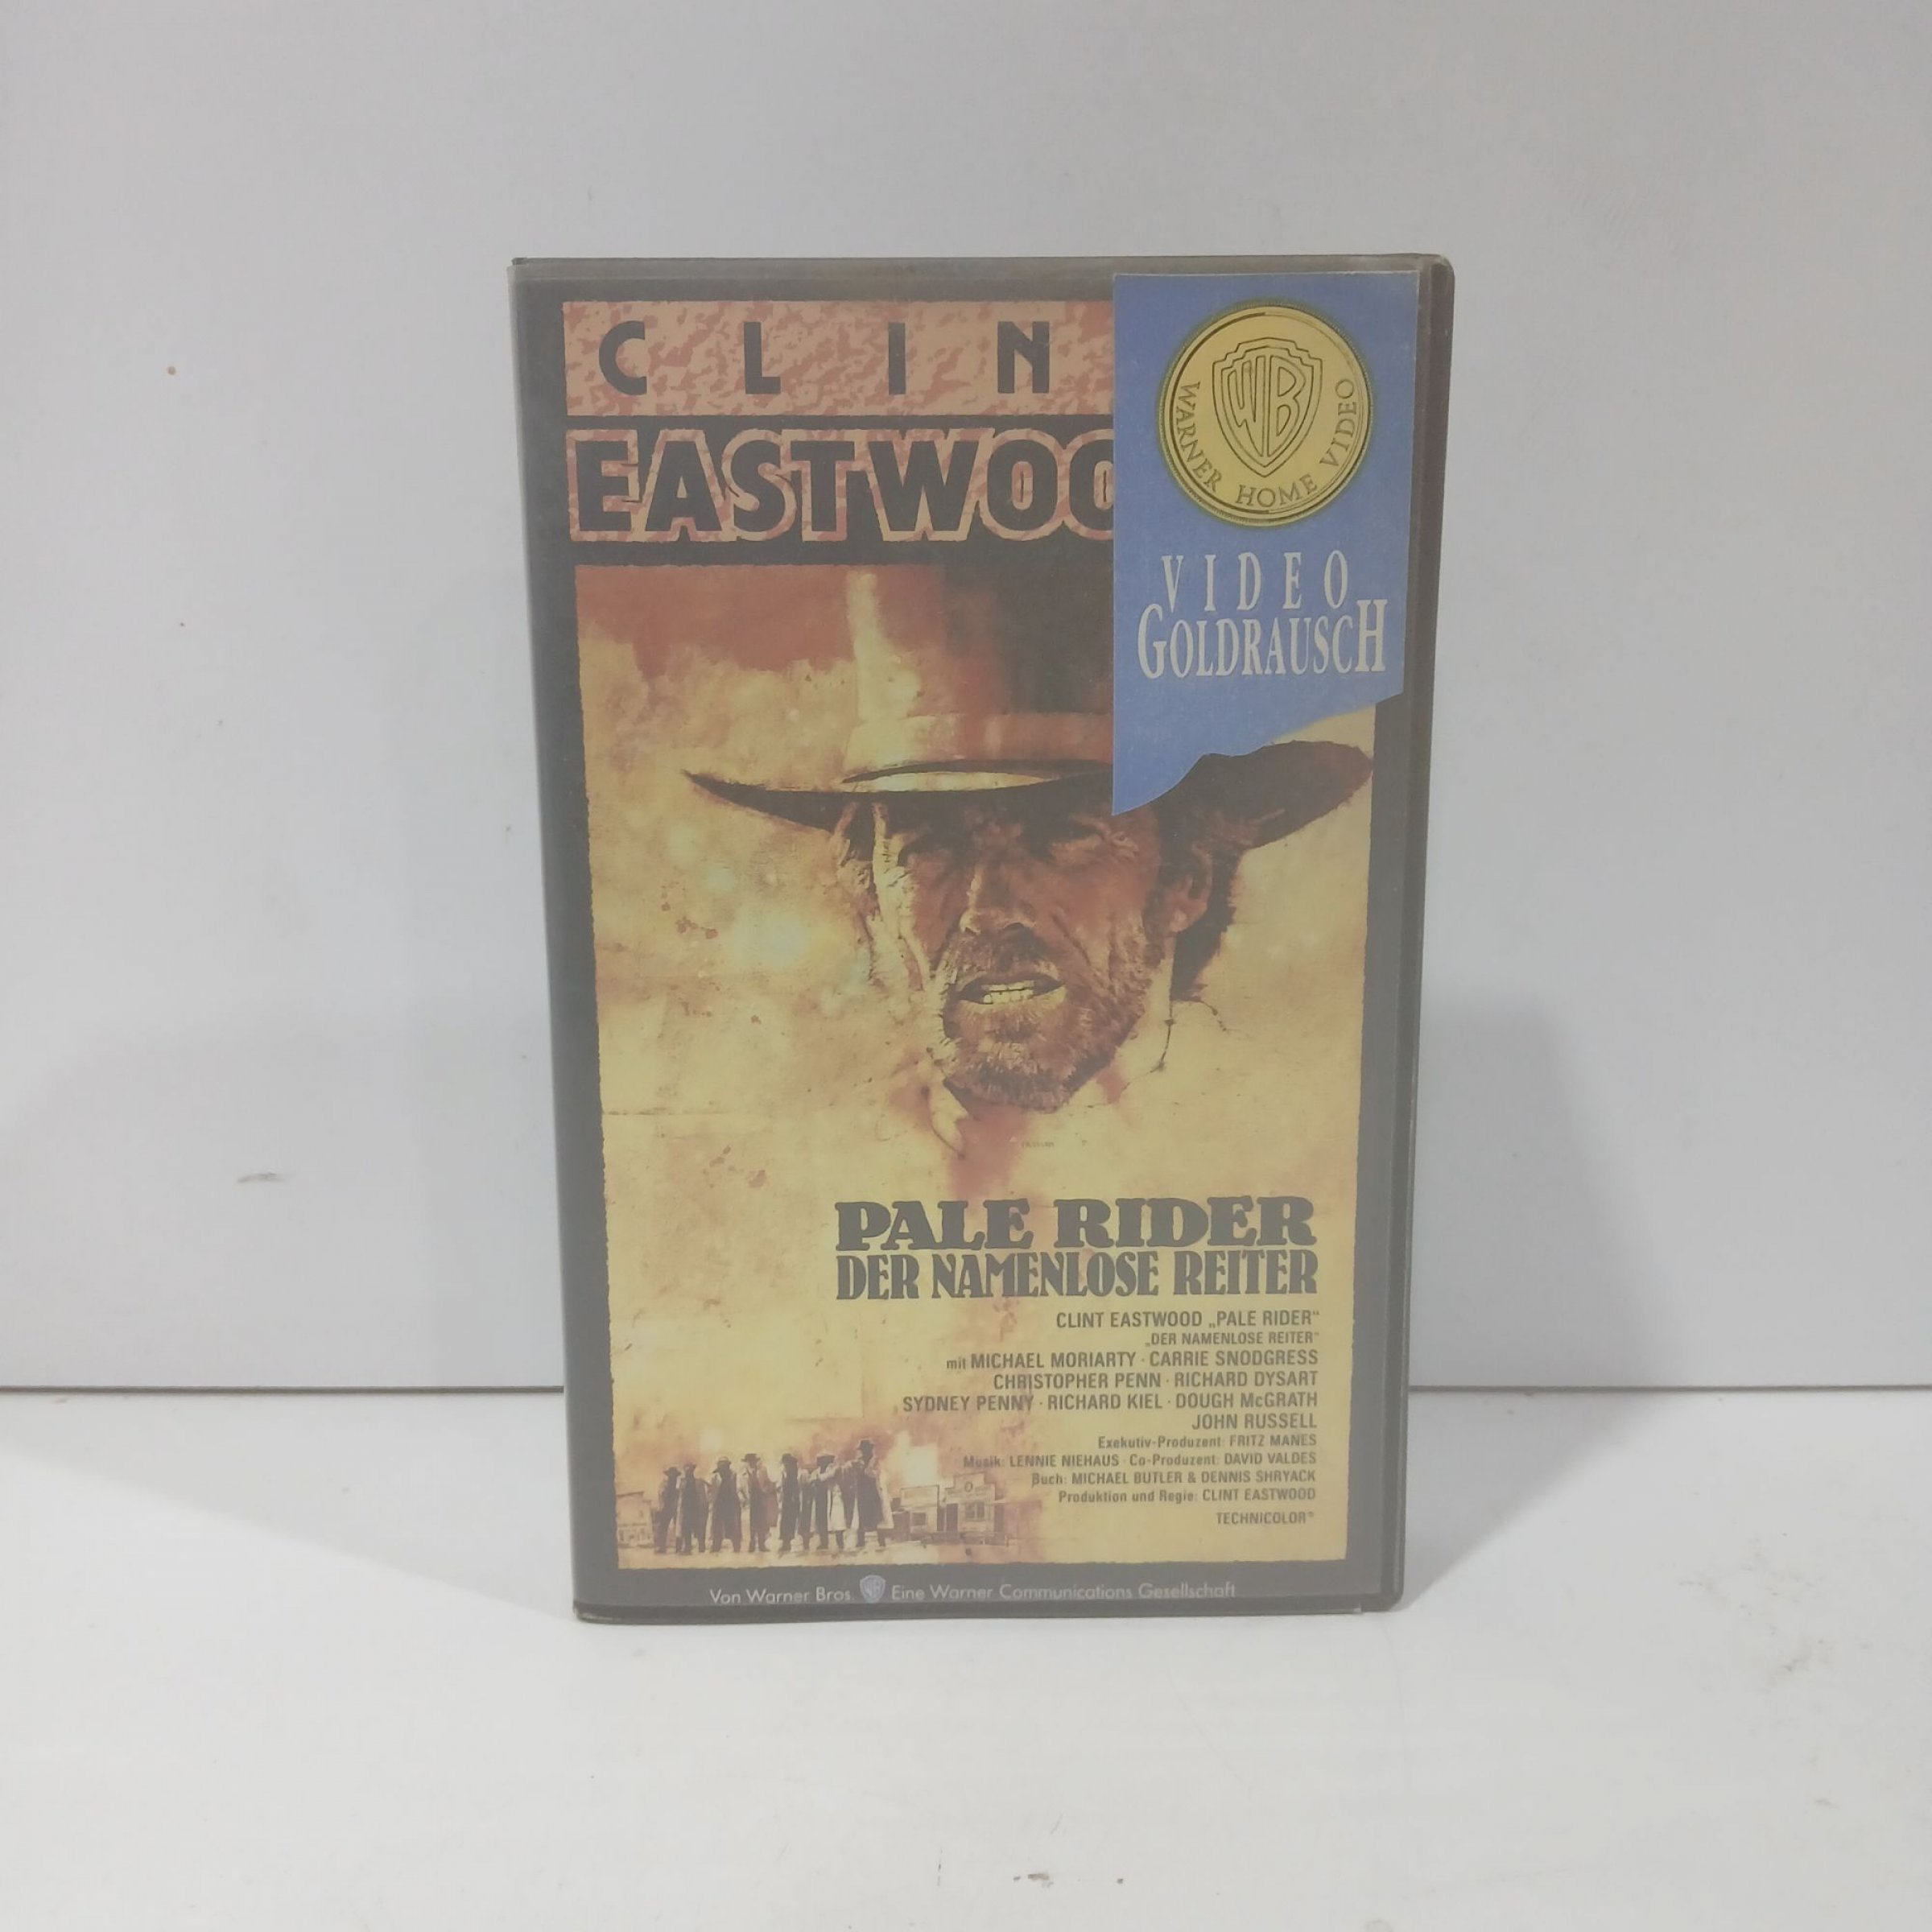 CLIN
EASTWOO
WB
WARNER HOME VIDEO
VIDEO
GOLDRAUSCH
PALE RIDER
DER NAMENLOSE REITER
CLINT EASTWOOD „PALE RIDER“
„DER NAMENLOSE REITER“
mit MICHAEL MORIARTY · CARRIE SNODGRESS
CHRISTOPHER PENN · RICHARD DYSART
SYDNEY PENNY · RICHARD KIEL · DOUGH McGRATH
JOHN RUSSELL
Exekutiv-Produzent: FRITZ MANES
Musik: LENNIE NIEHAUS · Co-Produzent: DAVID VALDES
Buch: MICHAEL BUTLER & DENNIS SHRYACK
Produktion und Regie: CLINT EASTWOOD
TECHNICOLOR®
Von Warner Bros. WB Eine Warner Communications Gesellschaft